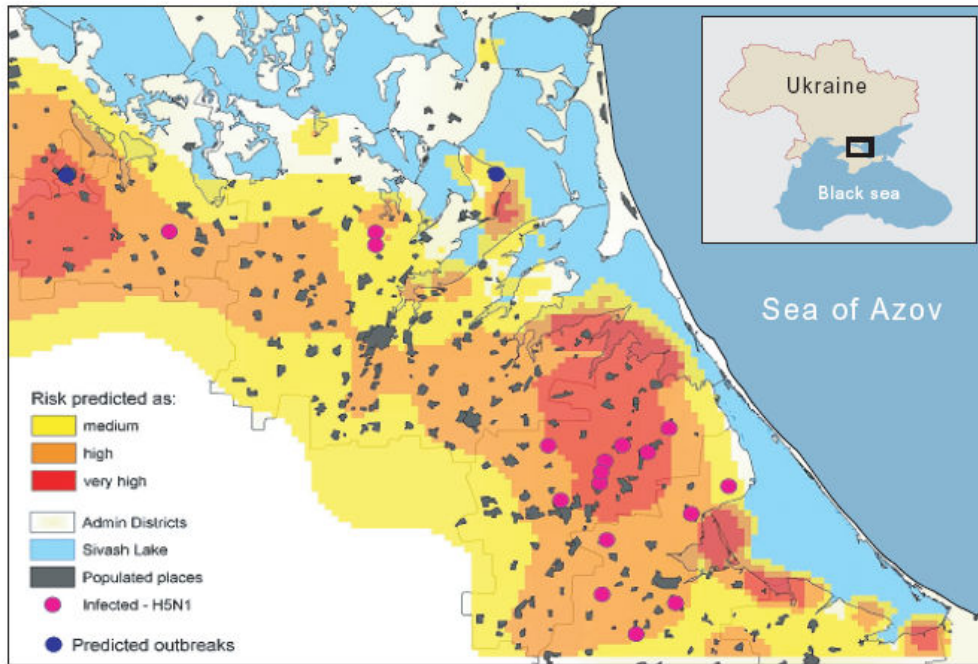 Ukraine
Black sea
Sea of Azov
Risk predicted as:
medium
high
very high
Admin Districts
Sivash Lake
Populated places
Infected - H5N1
Predicted outbreaks